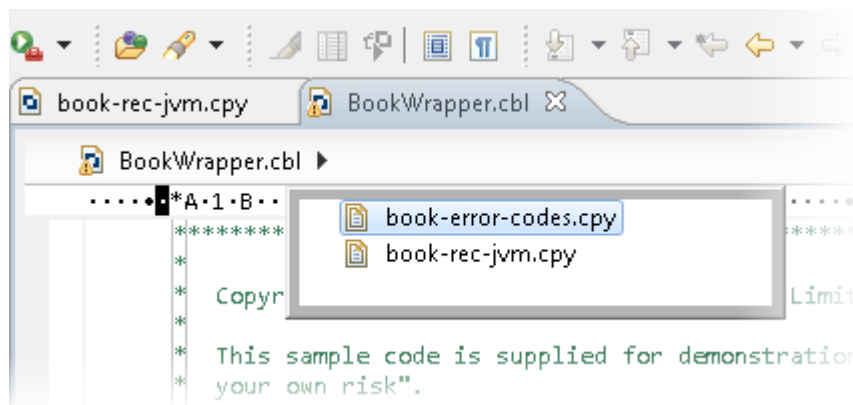 book-rec-jvm.cpy BookWrapper.cbl
BookWrapper.cbl
*A·1·B··
book-error-codes.cpy
book-rec-jvm.cpy
********
*
* Copyr Limit
*
* This sample code is supplied for demonstration
* your own risk".